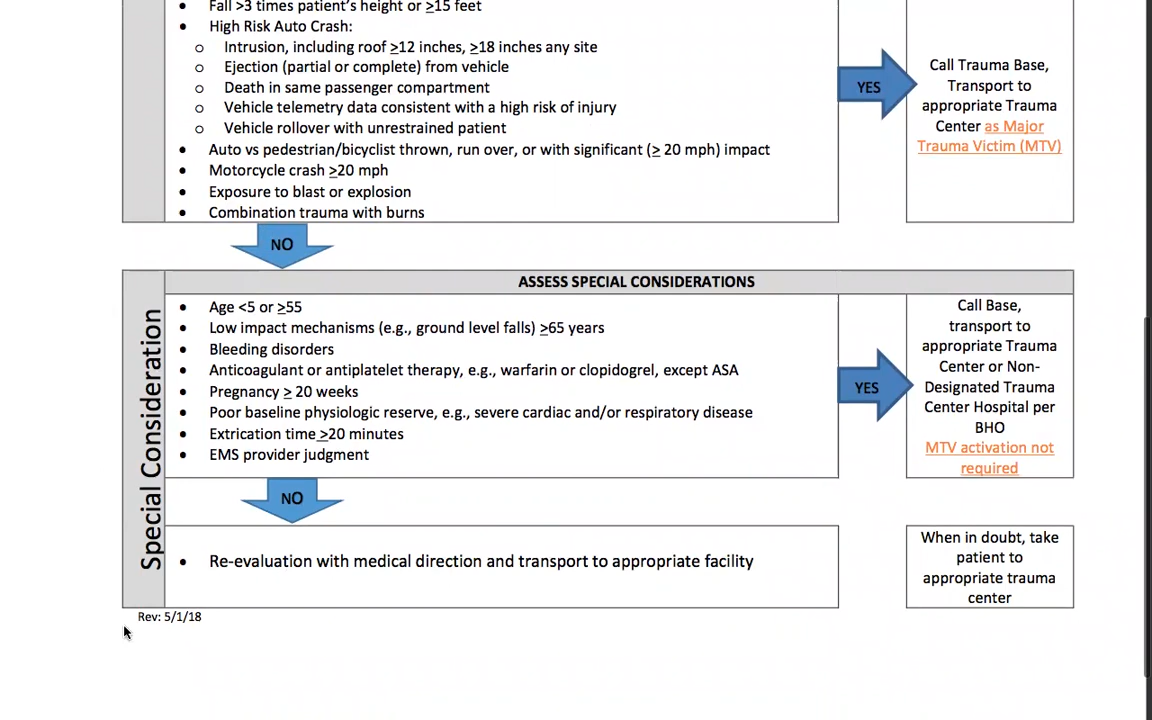 • Fall >3 times patient's height or ≥15 feet
• High Risk Auto Crash:
o Intrusion, including roof ≥12 inches, ≥18 inches any site
o Ejection (partial or complete) from vehicle
o Death in same passenger compartment
o Vehicle telemetry data consistent with a high risk of injury
o Vehicle rollover with unrestrained patient
• Auto vs pedestrian/bicyclist thrown, run over, or with significant (≥ 20 mph) impact
• Motorcycle crash ≥20 mph
• Exposure to blast or explosion
• Combination trauma with burns
YES
Call Trauma Base,
Transport to
appropriate Trauma
Center as Major
Trauma Victim (MTV)
NO
Special Consideration
ASSESS SPECIAL CONSIDERATIONS
• Age <5 or ≥55
• Low impact mechanisms (e.g., ground level falls) ≥65 years
• Bleeding disorders
• Anticoagulant or antiplatelet therapy, e.g., warfarin or clopidogrel, except ASA
• Pregnancy ≥ 20 weeks
• Poor baseline physiologic reserve, e.g., severe cardiac and/or respiratory disease
• Extrication time ≥20 minutes
• EMS provider judgment
YES
Call Base,
transport to
appropriate Trauma
Center or Non-
Designated Trauma
Center Hospital per
BHO
MTV activation not
required
NO
• Re-evaluation with medical direction and transport to appropriate facility
When in doubt, take
patient to
appropriate trauma
center
Rev: 5/1/18